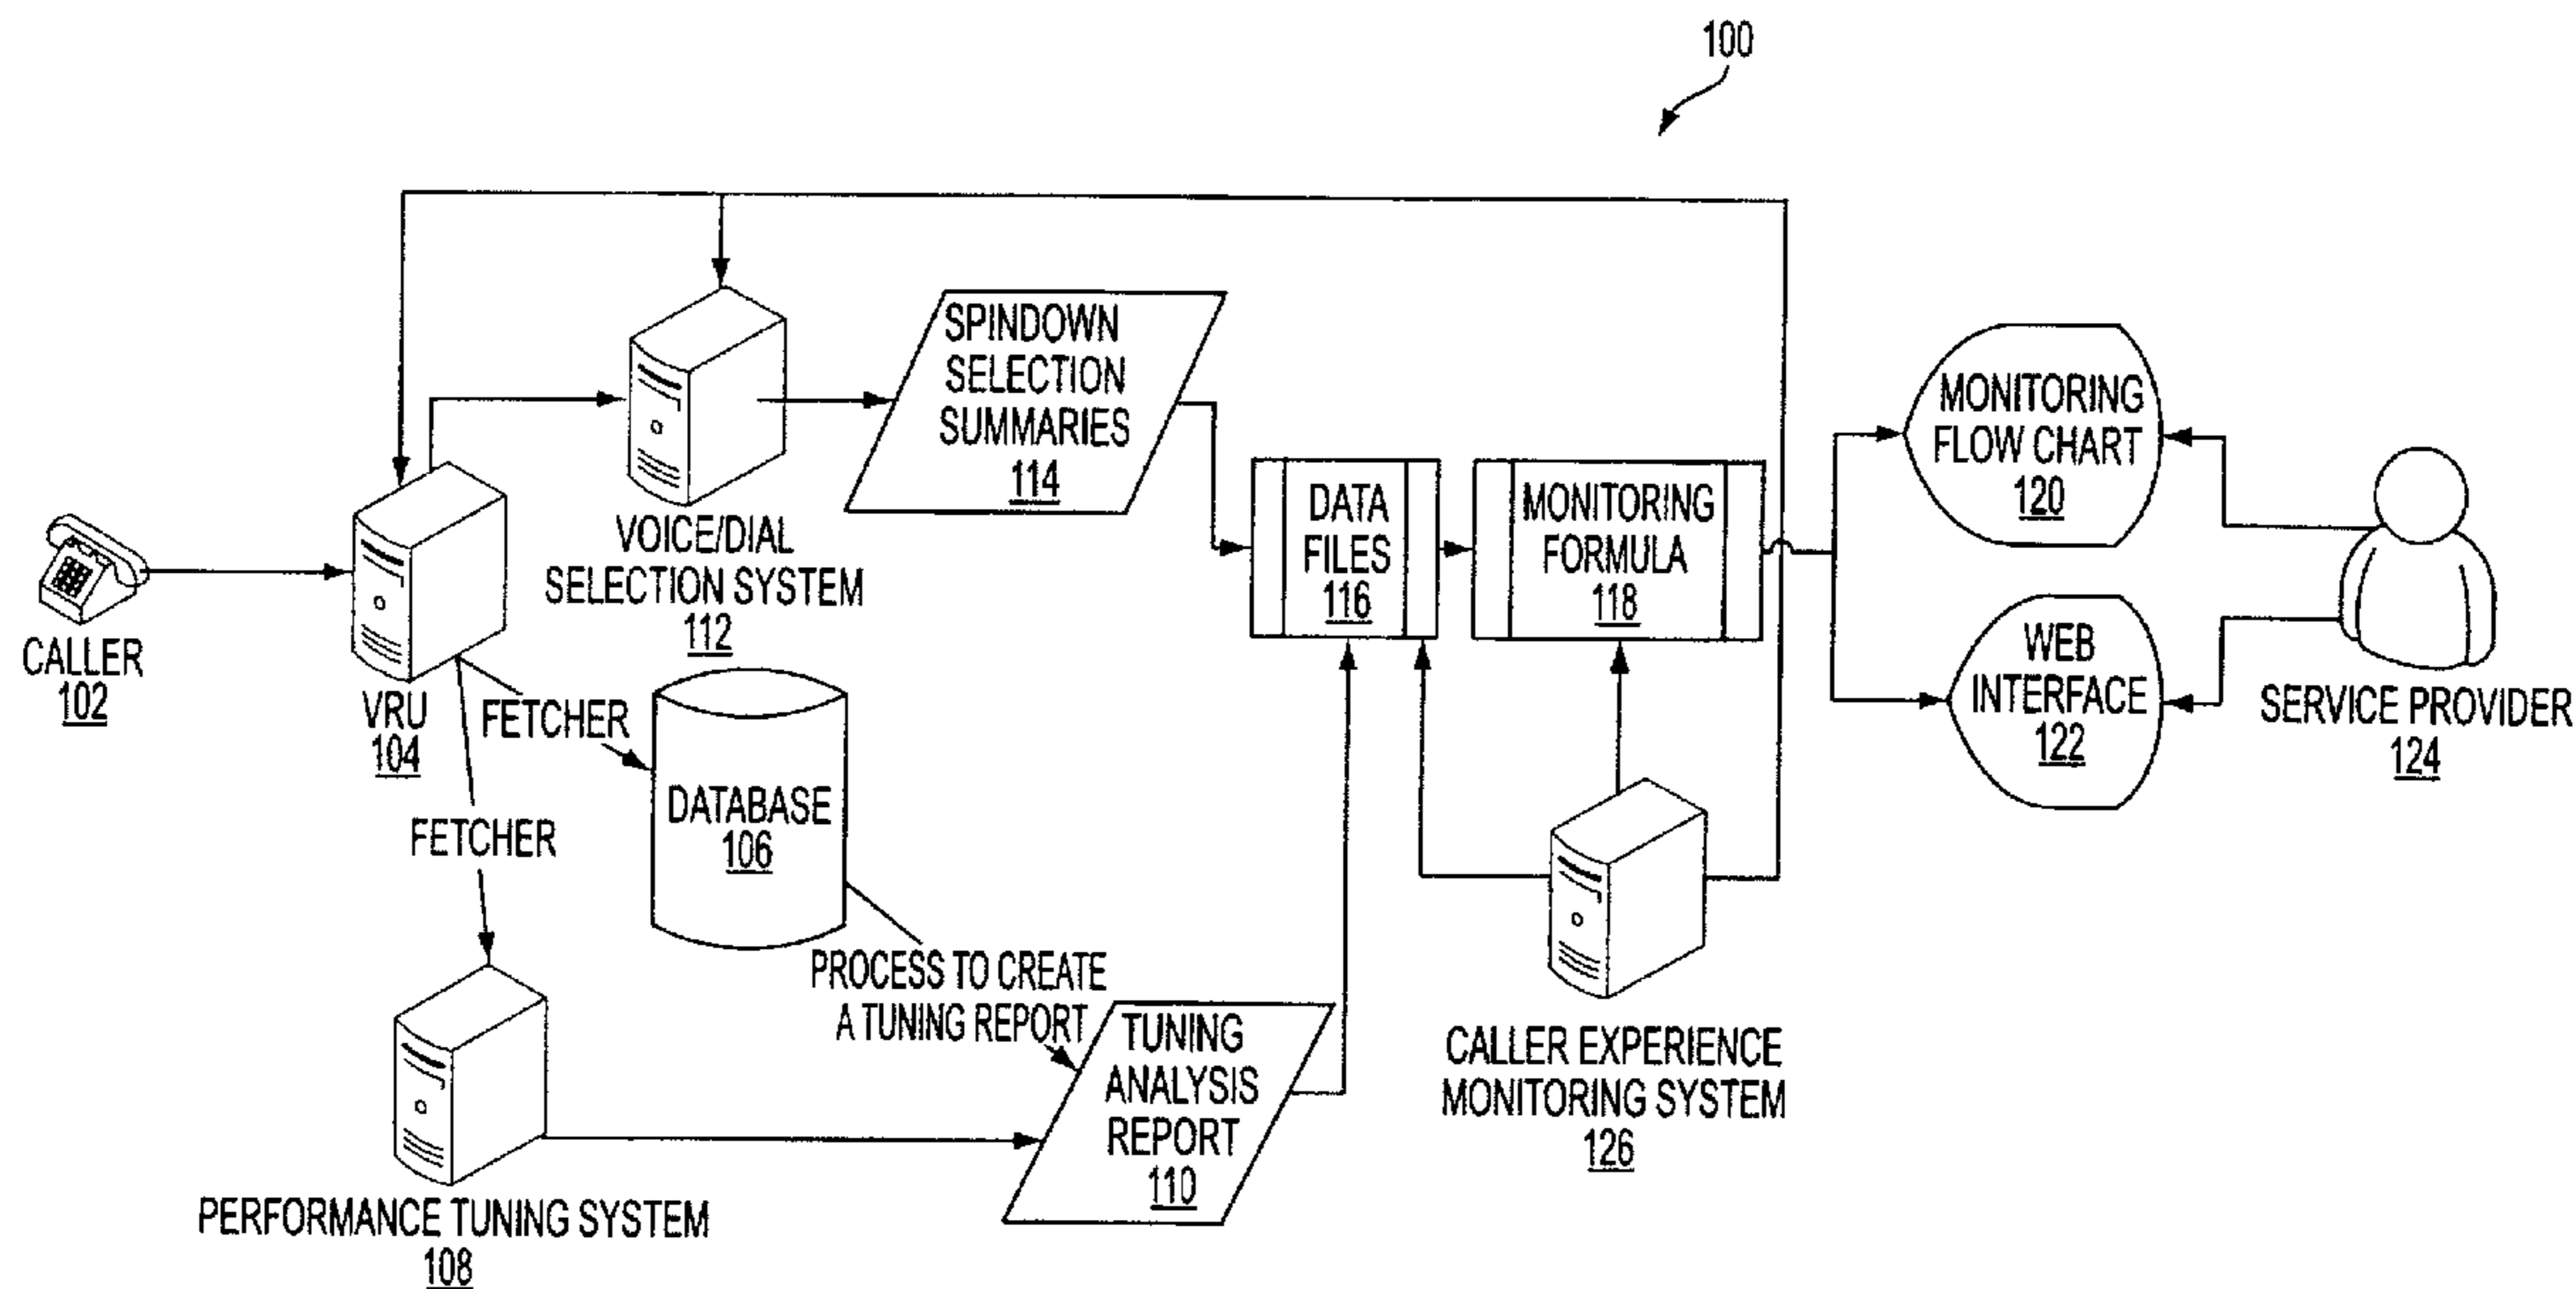 100
SPINDOWN
SELECTION
SUMMARIES
114
MONITORING
FLOW CHART
120
DATA
FILES
116
MONITORING
FORMULA
118
VOICE/DIAL
SELECTION SYSTEM
112
CALLER
102
VRU
104
FETCHER
WEB
INTERFACE
122
SERVICE PROVIDER
124
DATABASE
106
FETCHER
PROCESS TO CREATE
A TUNING REPORT
TUNING
ANALYSIS
REPORT
110
CALLER EXPERIENCE
MONITORING SYSTEM
126
PERFORMANCE TUNING SYSTEM
108